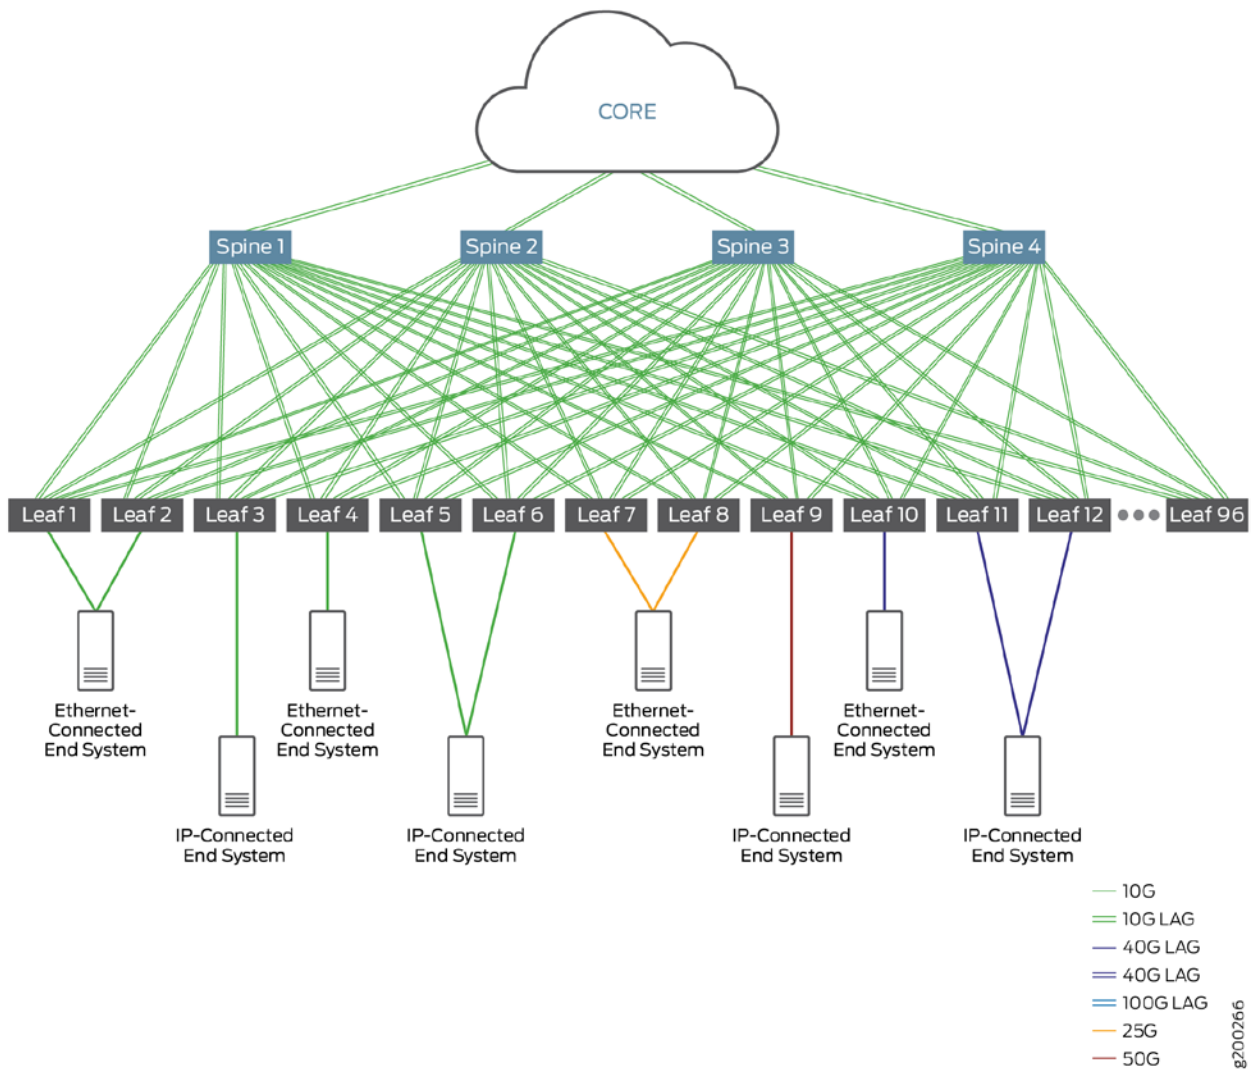 CORE
Spine 1
Spine 2
Spine 3
Spine 4
Leaf 1
Leaf 2
Leaf 3
Leaf 4
Leaf 5
Leaf 6
Leaf 7
Leaf 8
Leaf 9
Leaf 10
Leaf 11
Leaf 12
Leaf 96
Ethernet-
Connected
End System
Ethernet-
Connected
End System
Ethernet-
Connected
End System
Ethernet-
Connected
End System
IP-Connected
End System
IP-Connected
End System
IP-Connected
End System
IP-Connected
End System
10G
10G LAG
40G LAG
40G LAG
100G LAG
25G
50G
g200266